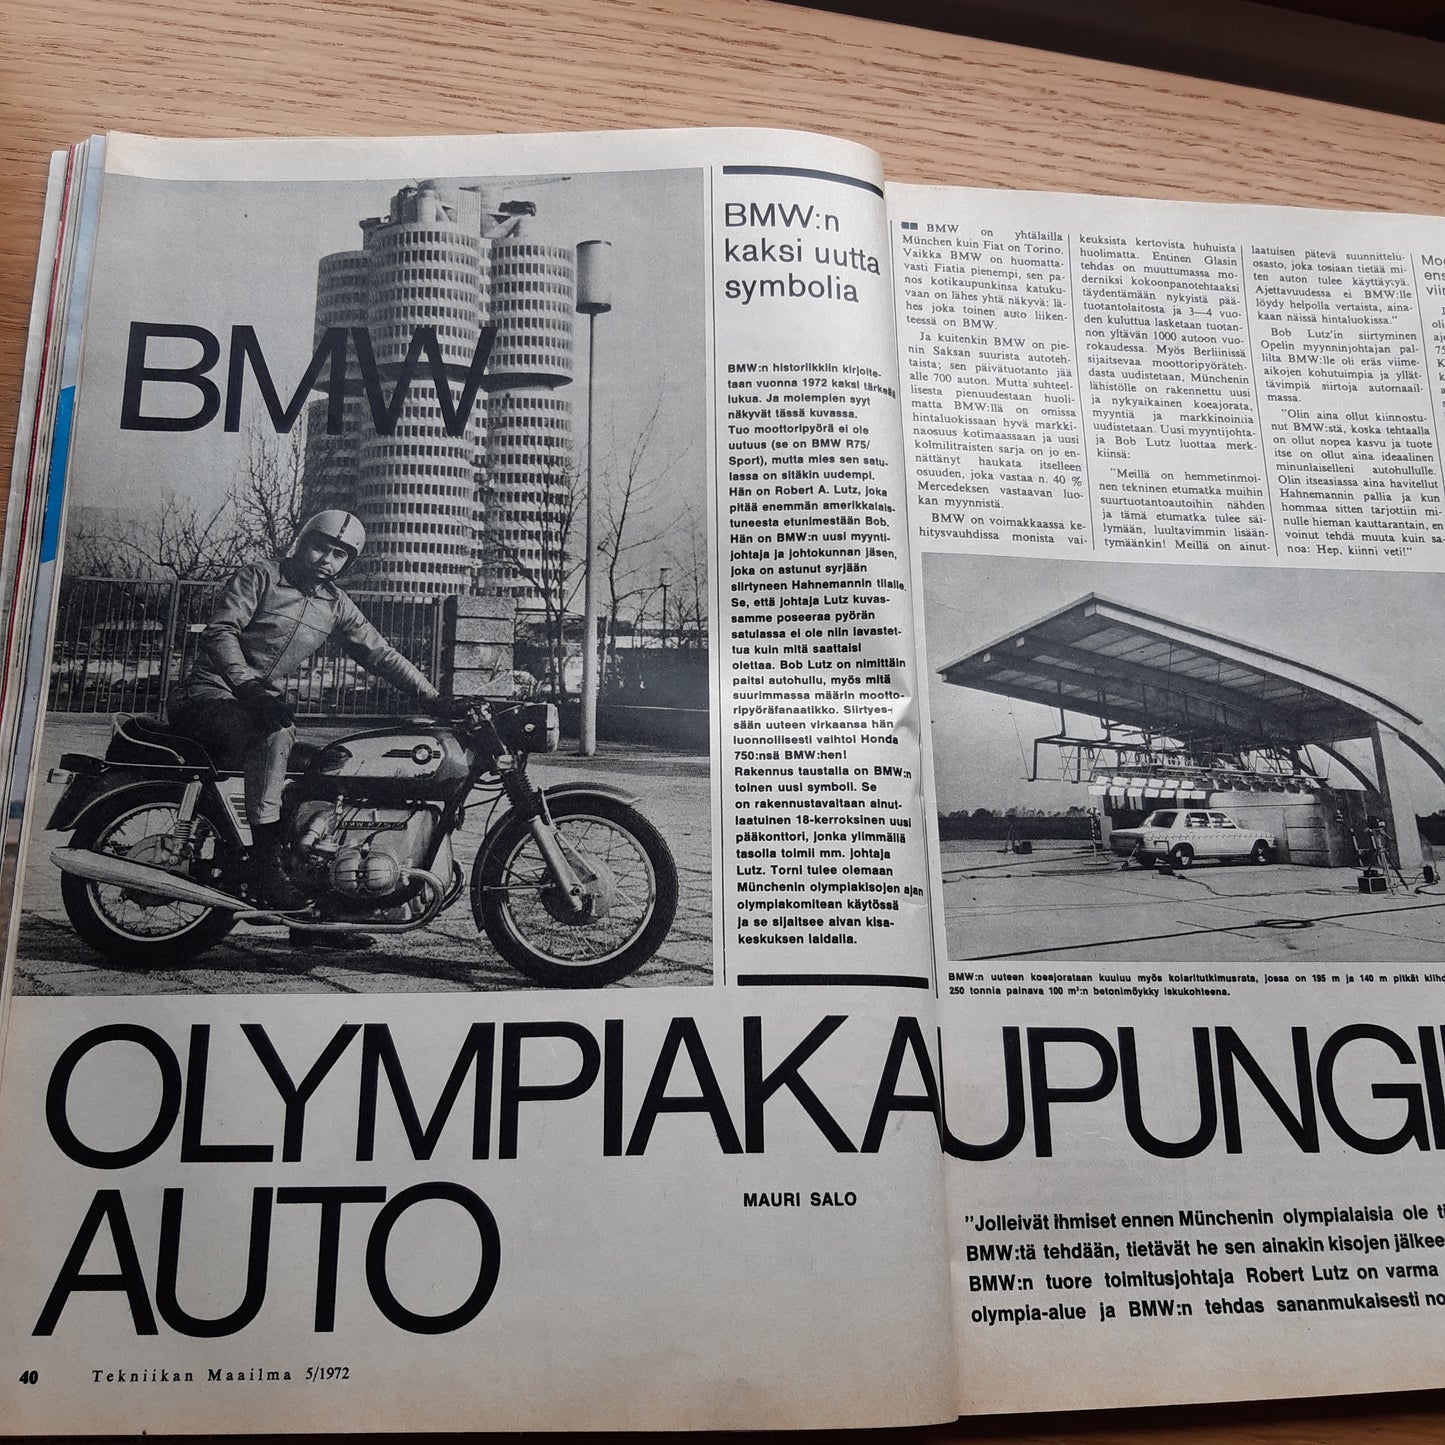 BMW
BMW R75/5
BMW:n
kaksi uutta
symbolia
BMW:n historiikkiin kirjoite-
taan vuonna 1972 kaksi tärkeää
lukua. Ja molempien syyt
näkyvät tässä kuvassa.
Tuo moottoripyörä ei ole
uutuus (se on BMW R75/
Sport), mutta mies sen satu-
lassa on sitäkin uudempi.
Hän on Robert A. Lutz, joka
pitää enemmän amerikkalais-
tuneesta etunimestään Bob.
Hän on BMW:n uusi myynti-
johtaja ja johtokunnan jäsen,
joka on astunut syrjään
siirtyneen Hahnemannin tilalle.
Se, että johtaja Lutz kuvas-
samme poseeraa pyörän
satulassa ei ole niin lavastet-
tua kuin mitä saattaisi
olettaa. Bob Lutz on nimittäin
paitsi autohullu, myös mitä
suurimmassa määrin mootto-
ripyöräfanaatikko. Siirtyes-
sään uuteen virkaansa hän
luonnollisesti vaihtoi Honda
750:nsä BMW:hen!
Rakennus taustalla on BMW:n
toinen uusi symboli. Se
on rakennustavaltaan ainut-
laatuinen 18-kerroksinen uusi
pääkonttori, jonka ylimmällä
tasolla toimii mm. johtaja
Lutz. Torni tulee olemaan
Münchenin olympiakisojen ajan
olympiakomitean käytössä
ja se sijaitsee aivan kisa-
keskuksen laidalla.
BMW on yhtälailla
München kuin Fiat on Torino.
Vaikka BMW on huomatta-
vasti Fiatia pienempi, sen pa-
nos kotikaupunkinsa katuku-
vaan on lähes yhtä näkyvä: lä-
hes joka toinen auto liiken-
teessä on BMW.
Ja kuitenkin BMW on pie-
nin Saksan suurista autoteh-
taista; sen päivätuotanto jää
alle 700 auton. Mutta suhteel-
lisesta pienuudestaan huoli-
matta BMW:llä on omissa
hintaluokissaan hyvä markki-
naosuus kotimaassaan ja uusi
kolmilitraisten sarja on jo en-
nättänyt haukata itselleen
osuuden, joka vastaa n. 40 %
Mercedeksen vastaavan luo-
kan myynnistä.
BMW on voimakkaassa ke-
hitysvauhdissa monista vai-
keuksista kertovista huhuista
huolimatta. Entinen Glasin
tehdas on muuttumassa mo-
derniksi kokoonpanotehtaaksi
täydentämään nykyistä pää-
tuotantolaitosta ja 3—4 vuo-
den kuluttua lasketaan tuotan-
non yltävän 1000 autoon vuo-
rokaudessa. Myös Berliinissä
sijaitsevaa moottoripyöräteh-
dasta uudistetaan, Münchenin
lähistölle on rakennettu uusi
ja nykyaikainen koeajorata,
myyntiä ja markkinointia
uudistetaan. Uusi myyntijohta-
ja Bob Lutz luottaa merk-
kiinsä:
"Meillä on hemmetinmoi-
nen tekninen etumatka muihin
suurtuotantoautoihin nähden
ja tämä etumatka tulee säi-
lymään, luultavimmin lisään-
tymäänkin! Meillä on ainut-
laatuisen pätevä suunnittelu-
osasto, joka tosiaan tietää mi-
ten auton tulee käyttäytyä.
Ajettavuudessa ei BMW:lle
löydy helpolla vertaista, aina-
kaan näissä hintaluokissa."
Bob Lutz'in siirtyminen
Opelin myynninjohtajan pal-
lilta BMW:lle oli eräs viime-
aikojen kohutuimpia ja yllät-
tävimpiä siirtoja automaail-
massa.
"Olin aina ollut kiinnostu-
nut BMW:stä, koska tehtaalla
on ollut nopea kasvu ja tuote
itse on ollut aina ideaalinen
minunlaiselleni autohullulle.
Olin itseasiassa aina havitellut
Hahnemannin pallia ja kun
hommaa sitten tarjottiin mi-
nulle hieman kauttarantain, en
voinut tehdä muuta kuin sa-
noa: Hep, kiinni veti!"
BMW:n uuteen koeajorataan kuuluu myös kolaritutkimusrata, jossa on 195 m ja 140 m pitkät kiihd
250 tonnia painava 100 m³:n betonimöykky iskukohteena.
OLYMPIAKAUPUNGI
AUTO
MAURI SALO
"Jolleivät ihmiset ennen Münchenin olympialaisia ole ti
BMW:tä tehdään, tietävät he sen ainakin kisojen jälkee
BMW:n tuore toimitusjohtaja Robert Lutz on varma
olympia-alue ja BMW:n tehdas sananmukaisesti no
40 Tekniikan Maailma 5/1972